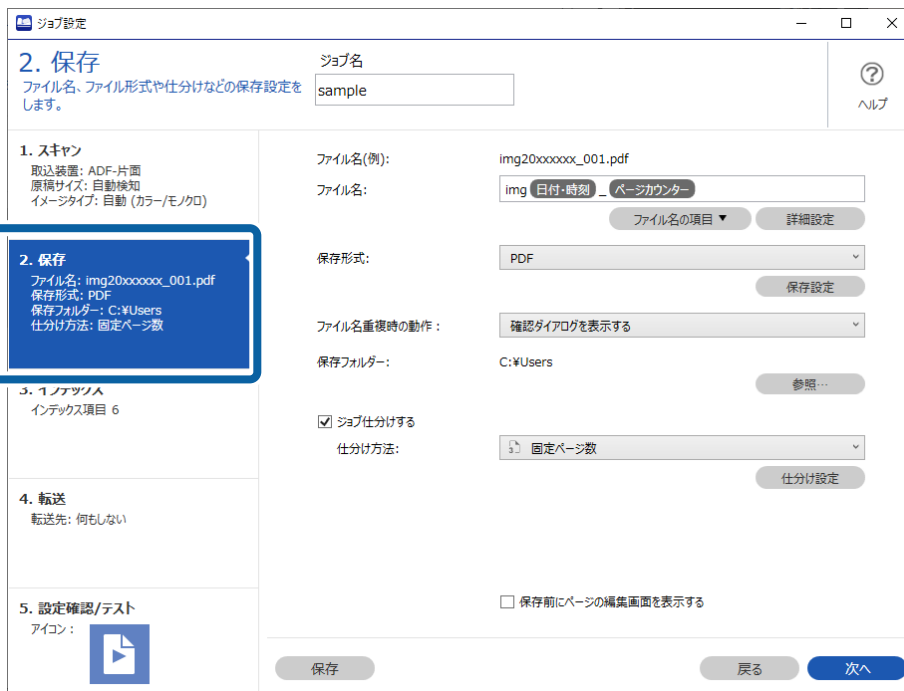 ジョブ設定
2. 保存
ファイル名、ファイル形式や仕分けなどの保存設定を
します。
ジョブ名
sample
ヘルプ
1. スキャン
取込装置: ADF-片面
原稿サイズ: 自動検知
イメージタイプ: 自動 (カラー/モノクロ)
2. 保存
ファイル名: img20xxxxxx_001.pdf
保存形式: PDF
保存フォルダー: C:¥Users
仕分け方法: 固定ページ数
3. インデックス
インデックス項目 6
4. 転送
転送先: 何もしない
5. 設定確認/テスト
アイコン :
ファイル名(例): img20xxxxxx_001.pdf
ファイル名: img 日付・時刻 _ ページカウンター
ファイル名の項目 ▼ 詳細設定
保存形式: PDF
保存設定
ファイル名重複時の動作 : 確認ダイアログを表示する
保存フォルダー: C:¥Users
参照…
ジョブ仕分けする
仕分け方法: 3 固定ページ数
仕分け設定
保存前にページの編集画面を表示する
保存 戻る 次へ